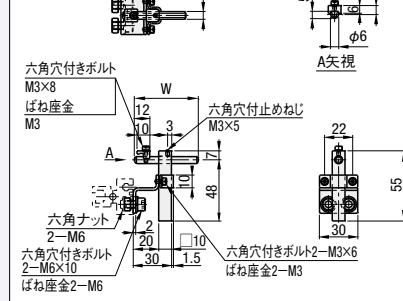 6
φ6
A矢視
六角穴付きボルト
M3×8
ばね座金
M3
W
12
10
3
六角穴付止めねじ
M3×5
A
7
10
48
22
55
30
六角ナット
2−M6
2
20
□10
30
1.5
六角穴付きボルト
2−M6×10
ばね座金2−M6
六角穴付きボルト2−M3×6
ばね座金2−M3